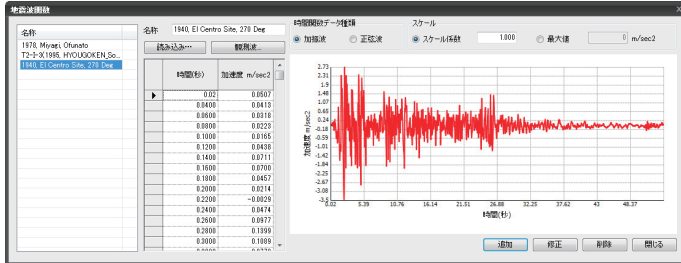 地震波関数
名称
1978, Miyagi, Ofunato
T2-Ⅰ-3(1995, HYOUGOKEN_So...
1940, El Centro Site, 270 Deg
名称 1940, El Centro Site, 270 Deg
読み込み… 観測波...
時間(秒) 加速度 m/sec2
0.02 0.0507
0.0400 0.0413
0.0600 0.0318
0.0800 0.0223
0.1000 0.0165
0.1200 0.0438
0.1400 0.0711
0.1600 0.0700
0.1800 0.0457
0.2000 0.0214
0.2200 -0.0029
0.2400 0.0474
0.2600 0.0977
0.2800 0.1399
0.3000 0.1089
時間関数データ種類
加振波 正弦波
スケール
スケール係数 1.000 最大値 0 m/sec2
加速度 m/sec2
2.73
2.31
1.9
1.48
1.07
0.65
0.24
-0.18
-0.59
-1.01
-1.42
-1.84
-2.25
-2.67
-3.08
-3.5
0.02 5.39 10.76 16.14 21.51 26.88 32.25 37.62 43 48.37
時間(秒)
追加 修正 削除 閉じる